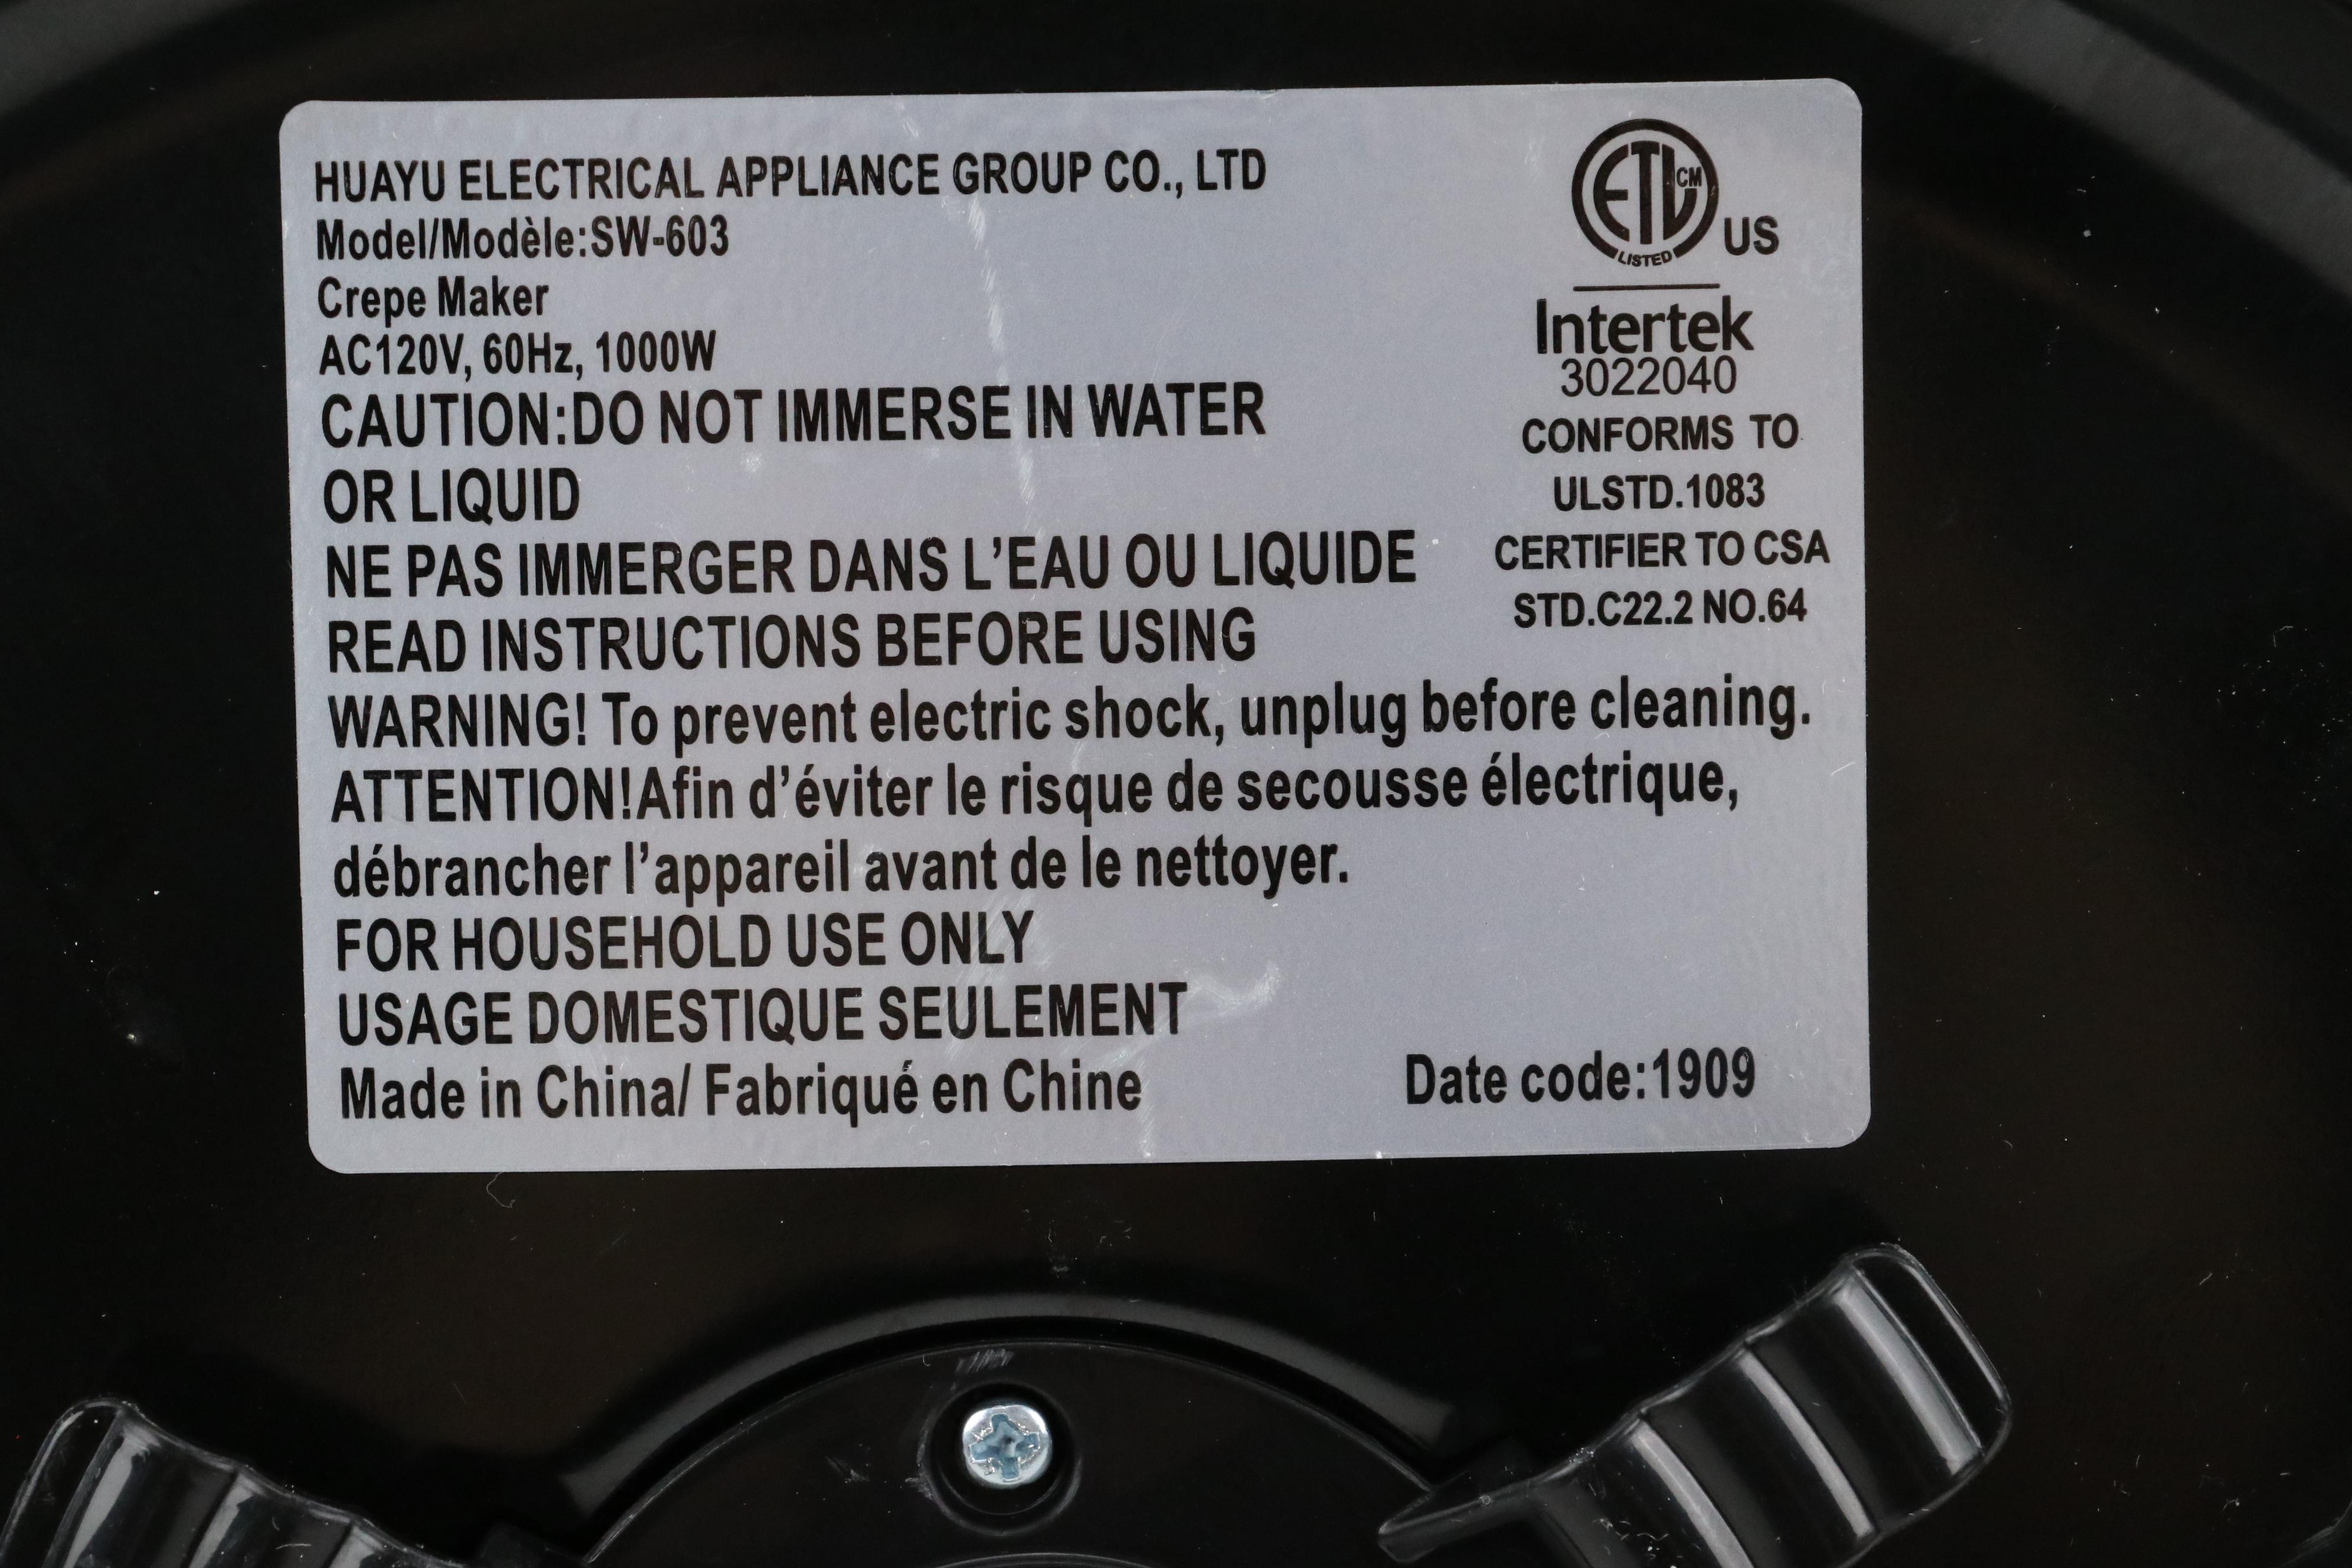 HUAYU ELECTRICAL APPLIANCE GROUP CO., LTD
Model/Modèle:SW-603
Crepe Maker
AC120V, 60Hz, 1000W
CAUTION:DO NOT IMMERSE IN WATER
OR LIQUID
NE PAS IMMERGER DANS L'EAU OU LIQUIDE
READ INSTRUCTIONS BEFORE USING
WARNING! To prevent electric shock, unplug before cleaning.
ATTENTION!Afin d'éviter le risque de secousse électrique,
débrancher l'appareil avant de le nettoyer.
FOR HOUSEHOLD USE ONLY
USAGE DOMESTIQUE SEULEMENT
Made in China/ Fabriqué en Chine
ETL CM
LISTED
US
Intertek
3022040
CONFORMS TO
ULSTD.1083
CERTIFIER TO CSA
STD.C22.2 NO.64
Date code:1909